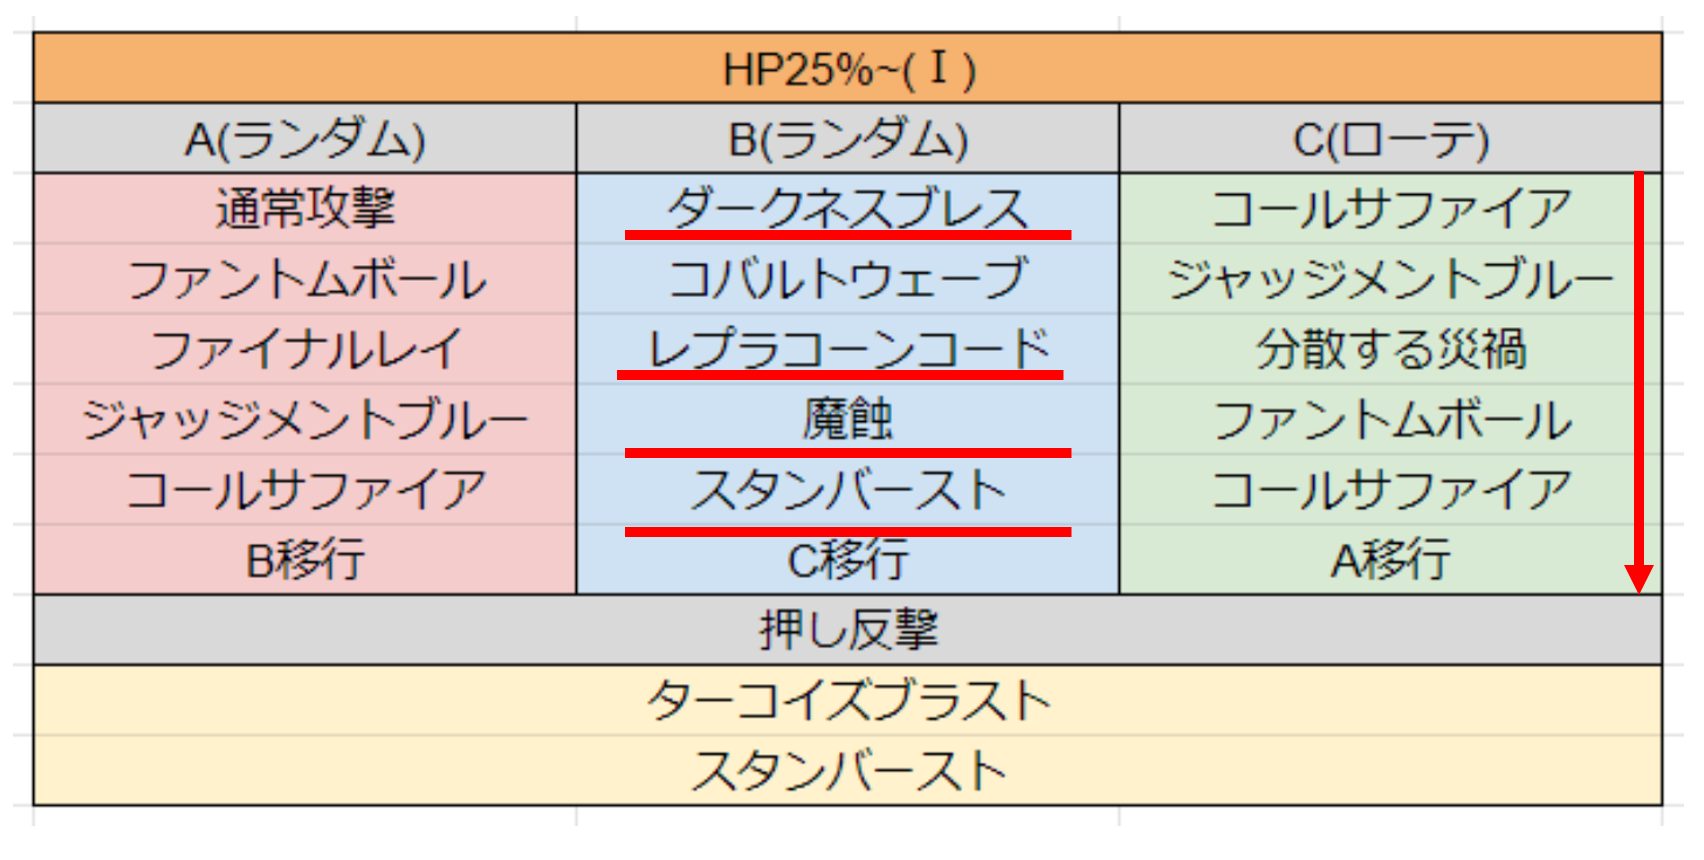 HP25%~(Ⅰ)
A(ランダム) B(ランダム) C(ローテ)
通常攻撃 ダークネスブレス コールサファイア
ファントムボール コバルトウェーブ ジャッジメントブルー
ファイナルレイ レプラコーンコード 分散する災禍
ジャッジメントブルー 魔蝕 ファントムボール
コールサファイア スタンバースト コールサファイア
B移行 C移行 A移行
押し反撃
ターコイズブラスト
スタンバースト